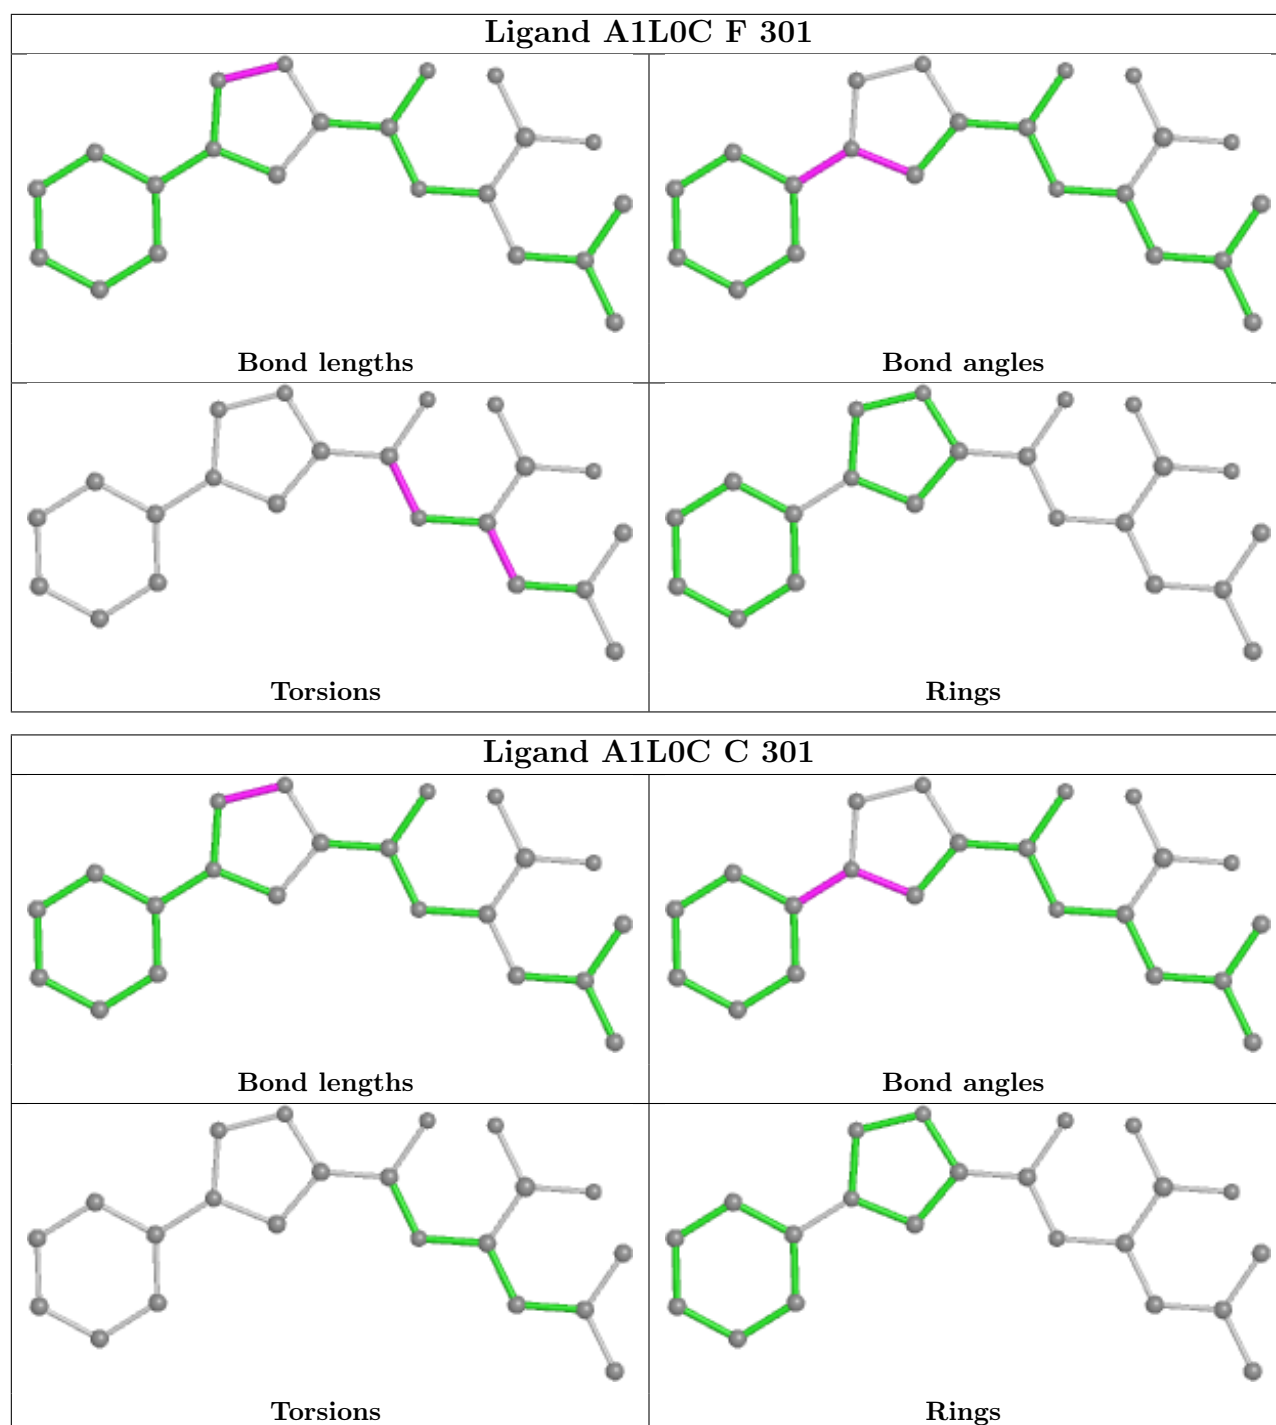 Ligand A1L0C F 301
Bond lengths
Bond angles
Torsions
Rings
Ligand A1L0C C 301
Bond lengths
Bond angles
Torsions
Rings